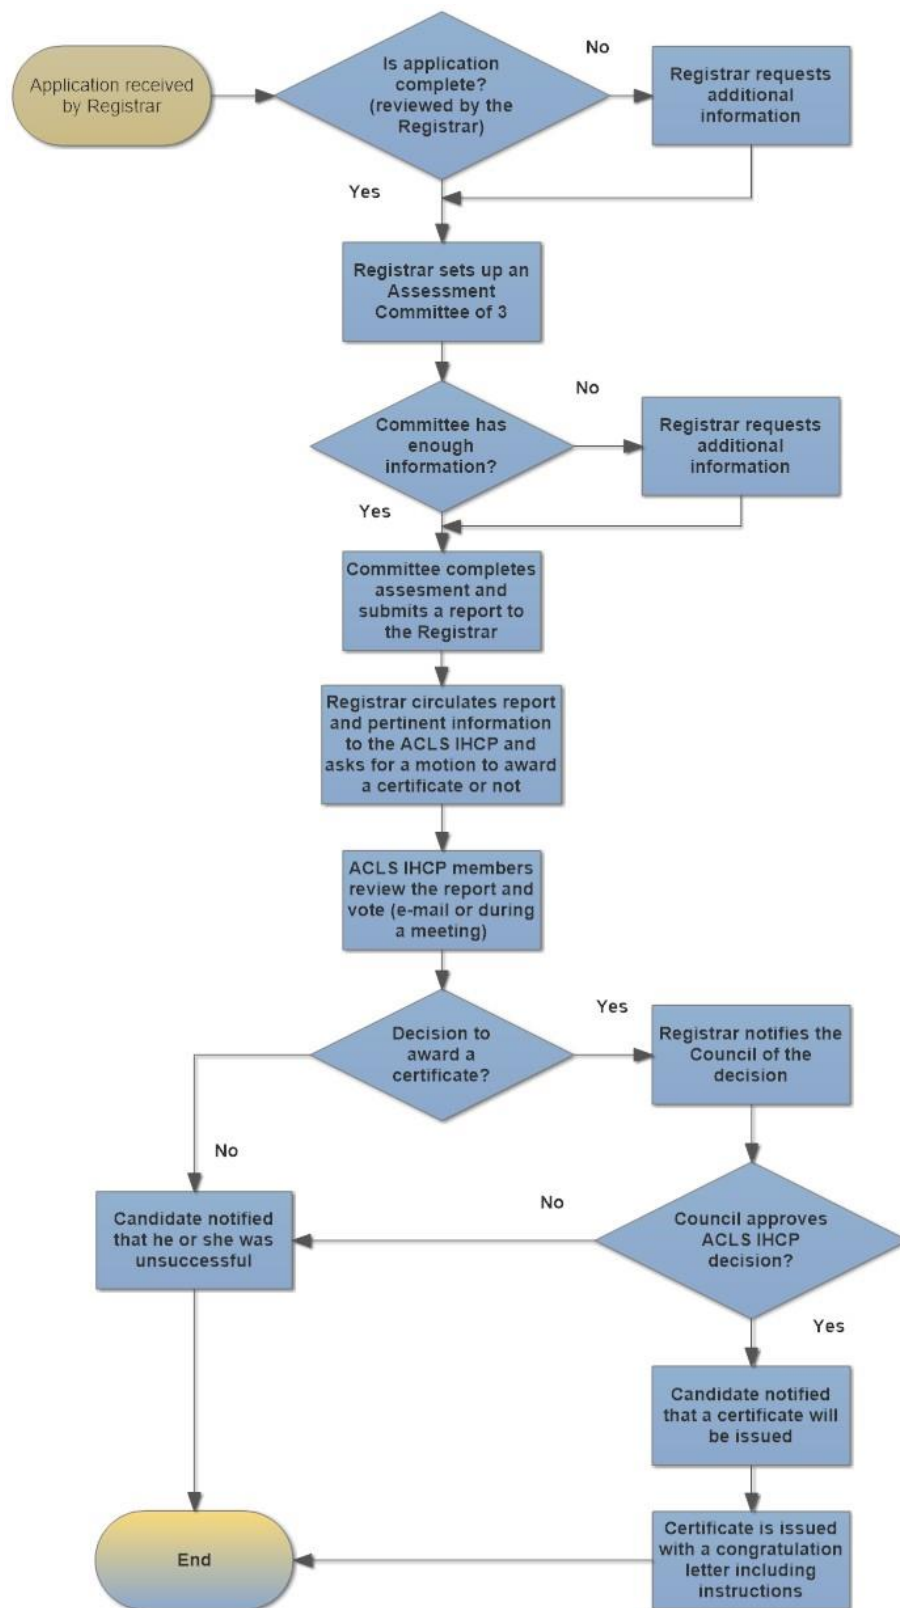 Application received
by Registrar
Is application
complete?
(reviewed by the
Registrar)
No
Registrar requests
additional
information
Yes
Registrar sets up an
Assessment
Committee of 3
Committee has
enough
information?
No
Registrar requests
additional
information
Yes
Committee completes
assesment and
submits a report to
the Registrar
Registrar circulates report
and pertinent information
to the ACLS IHCP and
asks for a motion to award
a certificate or not
ACLS IHCP members
review the report and
vote (e-mail or during
a meeting)
Decision to
award a
certificate?
Yes
Registrar notifies the
Council of the
decision
No
Candidate notified
that he or she was
unsuccessful
No
Council approves
ACLS IHCP
decision?
Yes
Candidate notified
that a certificate will
be issued
Certificate is issued
with a congratulation
letter including
instructions
End